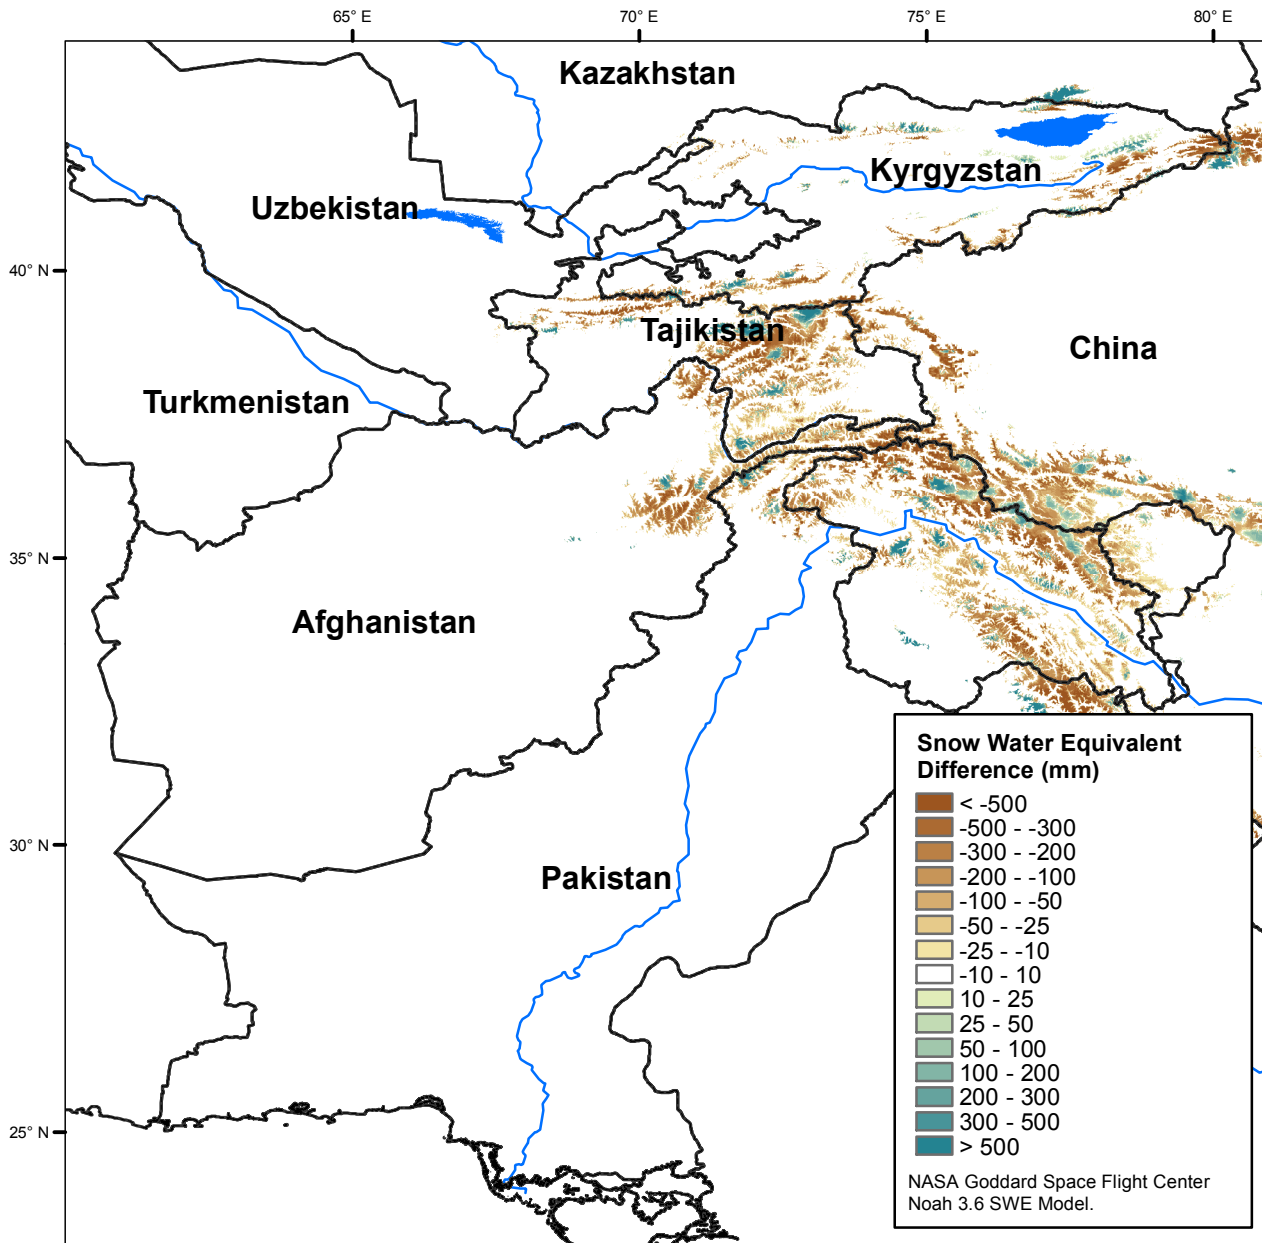 65° E
70° E
75° E
80° E
Kazakhstan
Kyrgyzstan
Uzbekistan
40° N
Tajikistan
China
Turkmenistan
35° N
Afghanistan
30° N
Pakistan
25° N
Snow Water Equivalent
Difference (mm)
< -500
-500 - -300
-300 - -200
-200 - -100
-100 - -50
-50 - -25
-25 - -10
-10 - 10
10 - 25
25 - 50
50 - 100
100 - 200
200 - 300
300 - 500
> 500
NASA Goddard Space Flight Center
Noah 3.6 SWE Model.